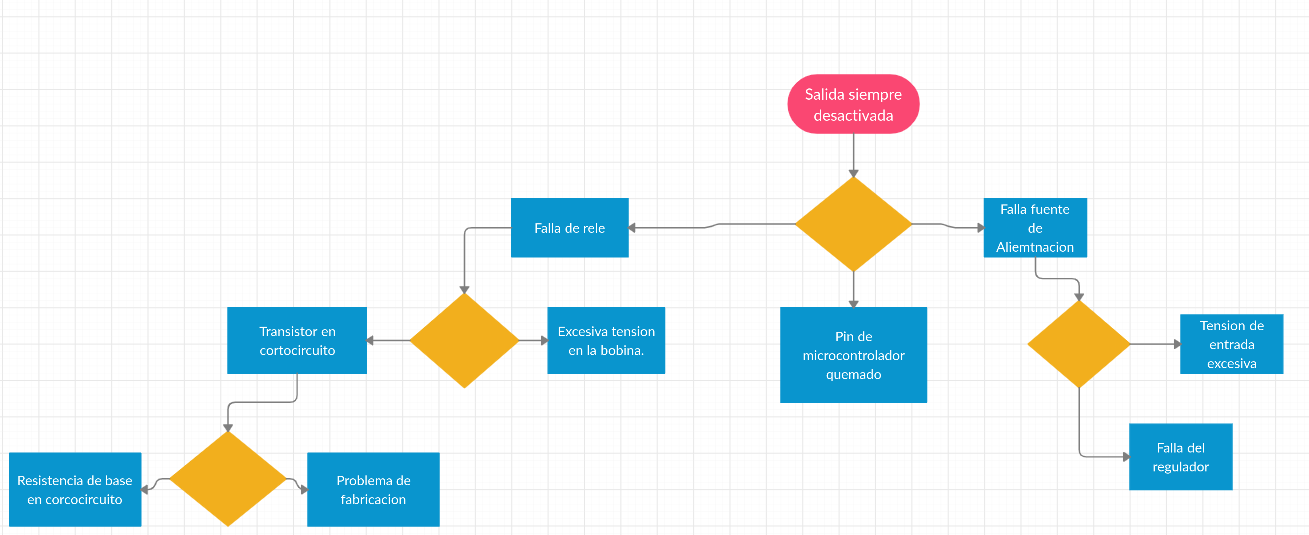 Salida siempre
desactivada
Falla de rele
Falla fuente
de
Aliemtnacion
Transistor en
cortocircuito
Excesiva tension
en la bobina.
Pin de
microcontrolador
quemado
Tension de
entrada
excesiva
Falla del
regulador
Resistencia de base
en corcocircuito
Problema de
fabricacion